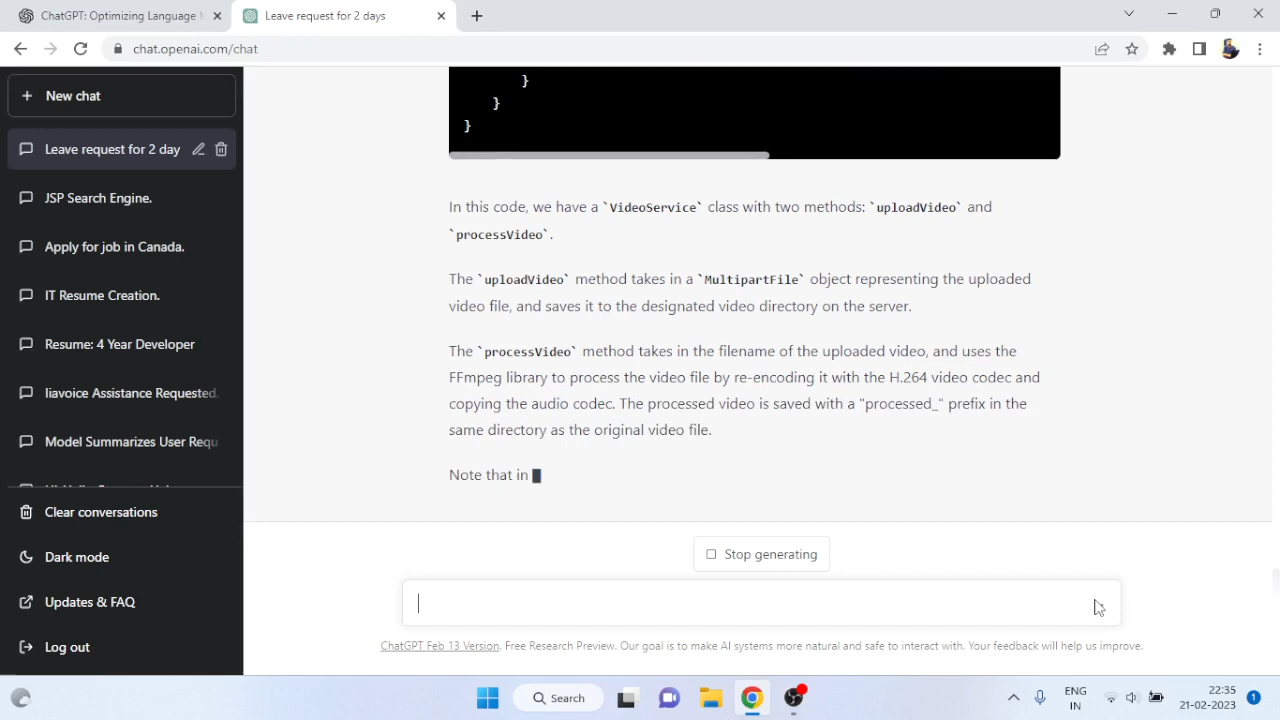 ChatGPT: Optimizing Language
Leave request for 2 days
chat.openai.com/chat
New chat
Leave request for 2 day
JSP Search Engine.
Apply for job in Canada.
IT Resume Creation.
Resume: 4 Year Developer
liavoice Assistance Requested.
Model Summarizes User Requ
Clear conversations
Dark mode
Updates & FAQ
Log out
}
}
}
In this code, we have a `VideoService` class with two methods: `uploadVideo` and
`processVideo`.
The `uploadVideo` method takes in a `MultipartFile` object representing the uploaded
video file, and saves it to the designated video directory on the server.
The `processVideo` method takes in the filename of the uploaded video, and uses the
FFmpeg library to process the video file by re-encoding it with the H.264 video codec and
copying the audio codec. The processed video is saved with a "processed_" prefix in the
same directory as the original video file.
Note that in
Stop generating
ChatGPT Feb 13 Version. Free Research Preview. Our goal is to make AI systems more natural and safe to interact with. Your feedback will help us improve.
Search
ENG
IN
22:35
21-02-2023
1